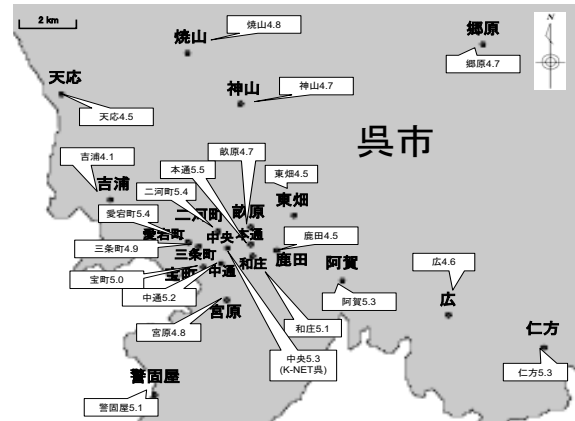 2 km
焼山4.8
N
焼山
郷原
郷原4.7
天応
神山
神山4.7
天応4.5
呉市
畝原4.7
吉浦4.1
本通5.5
東畑4.5
二河町5.4
吉浦
愛宕町5.4
二河町
畝原
東畑
愛宕町
中央
本通
鹿田4.5
三条町4.9
三条町
和庄
鹿田
広4.6
宝町5.0
宝町
中通
阿賀
中通5.2
阿賀5.3
広
宮原
和庄5.1
宮原4.8
仁方
中央5.3
(K-NET呉)
仁方5.3
警固屋
警固屋5.1